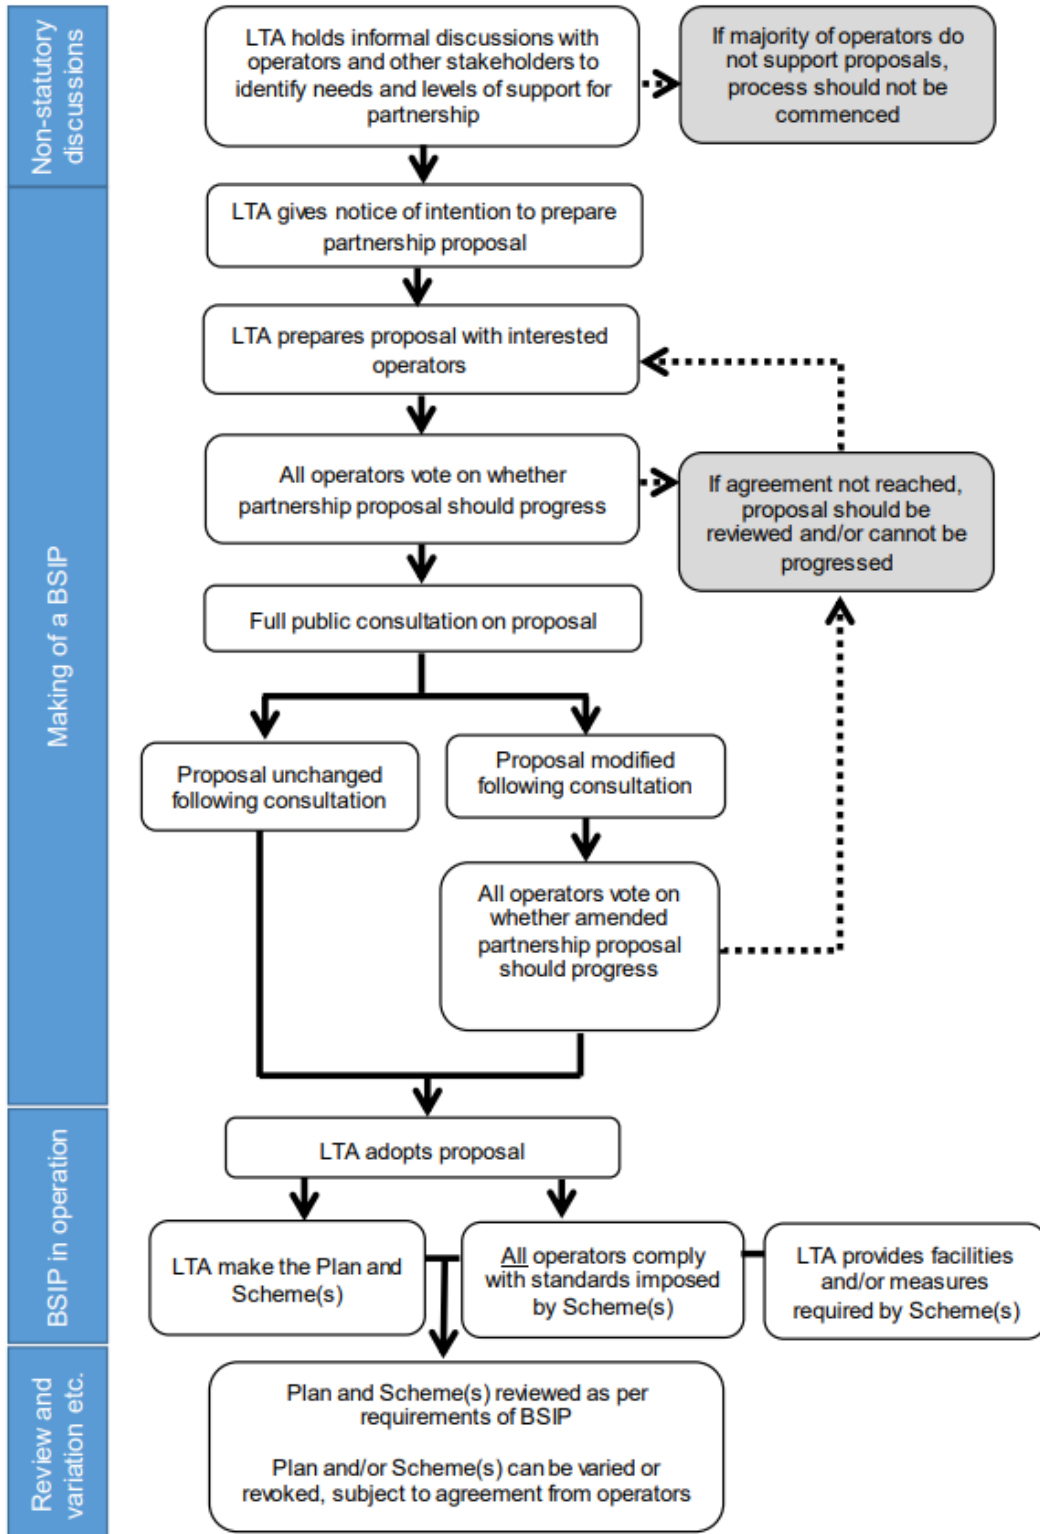 Non-statutory
discussions
LTA holds informal discussions with
operators and other stakeholders to
identify needs and levels of support for
partnership
If majority of operators do
not support proposals,
process should not be
commenced
Making of a BSIP
LTA gives notice of intention to prepare
partnership proposal
LTA prepares proposal with interested
operators
All operators vote on whether
partnership proposal should progress
If agreement not reached,
proposal should be
reviewed and/or cannot be
progressed
Full public consultation on proposal
Proposal unchanged
following consultation
Proposal modified
following consultation
All operators vote on
whether amended
partnership proposal
should progress
BSIP in operation
LTA adopts proposal
LTA make the Plan and
Scheme(s)
All operators comply
with standards imposed
by Scheme(s)
LTA provides facilities
and/or measures
required by Scheme(s)
Review and
variation etc.
Plan and Scheme(s) reviewed as per
requirements of BSIP
Plan and/or Scheme(s) can be varied or
revoked, subject to agreement from operators